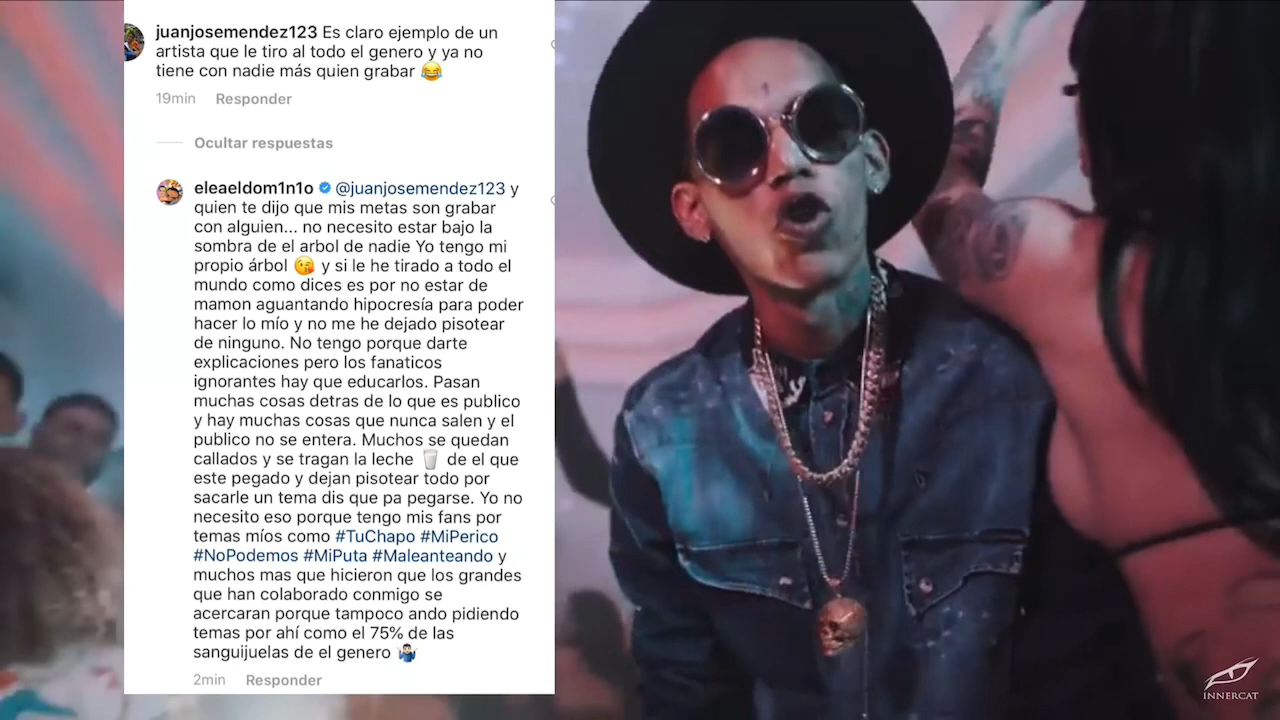 juanjosemendez123 Es claro ejemplo de un
artista que le tiro al todo el genero y ya no
tiene con nadie más quien grabar 😂
19min Responder
Ocultar respuestas
eleaeldom1n1o @juanjosemendez123 y
quien te dijo que mis metas son grabar
con alguien... no necesito estar bajo la
sombra de el arbol de nadie Yo tengo mi
propio árbol 😘 y si le he tirado a todo el
mundo como dices es por no estar de
mamon aguantando hipocresía para poder
hacer lo mío y no me he dejado pisotear
de ninguno. No tengo porque darte
explicaciones pero los fanaticos
ignorantes hay que educarlos. Pasan
muchas cosas detras de lo que es publico
y hay muchas cosas que nunca salen y el
publico no se entera. Muchos se quedan
callados y se tragan la leche 🥛 de el que
este pegado y dejan pisotear todo por
sacarle un tema dis que pa pegarse. Yo no
necesito eso porque tengo mis fans por
temas míos como #TuChapo #MiPerico
#NoPodemos #MiPuta #Maleanteando y
muchos mas que hicieron que los grandes
que han colaborado conmigo se
acercaran porque tampoco ando pidiendo
temas por ahí como el 75% de las
sanguijuelas de el genero 🤷🏻‍♂️
2min Responder
INNERCAT